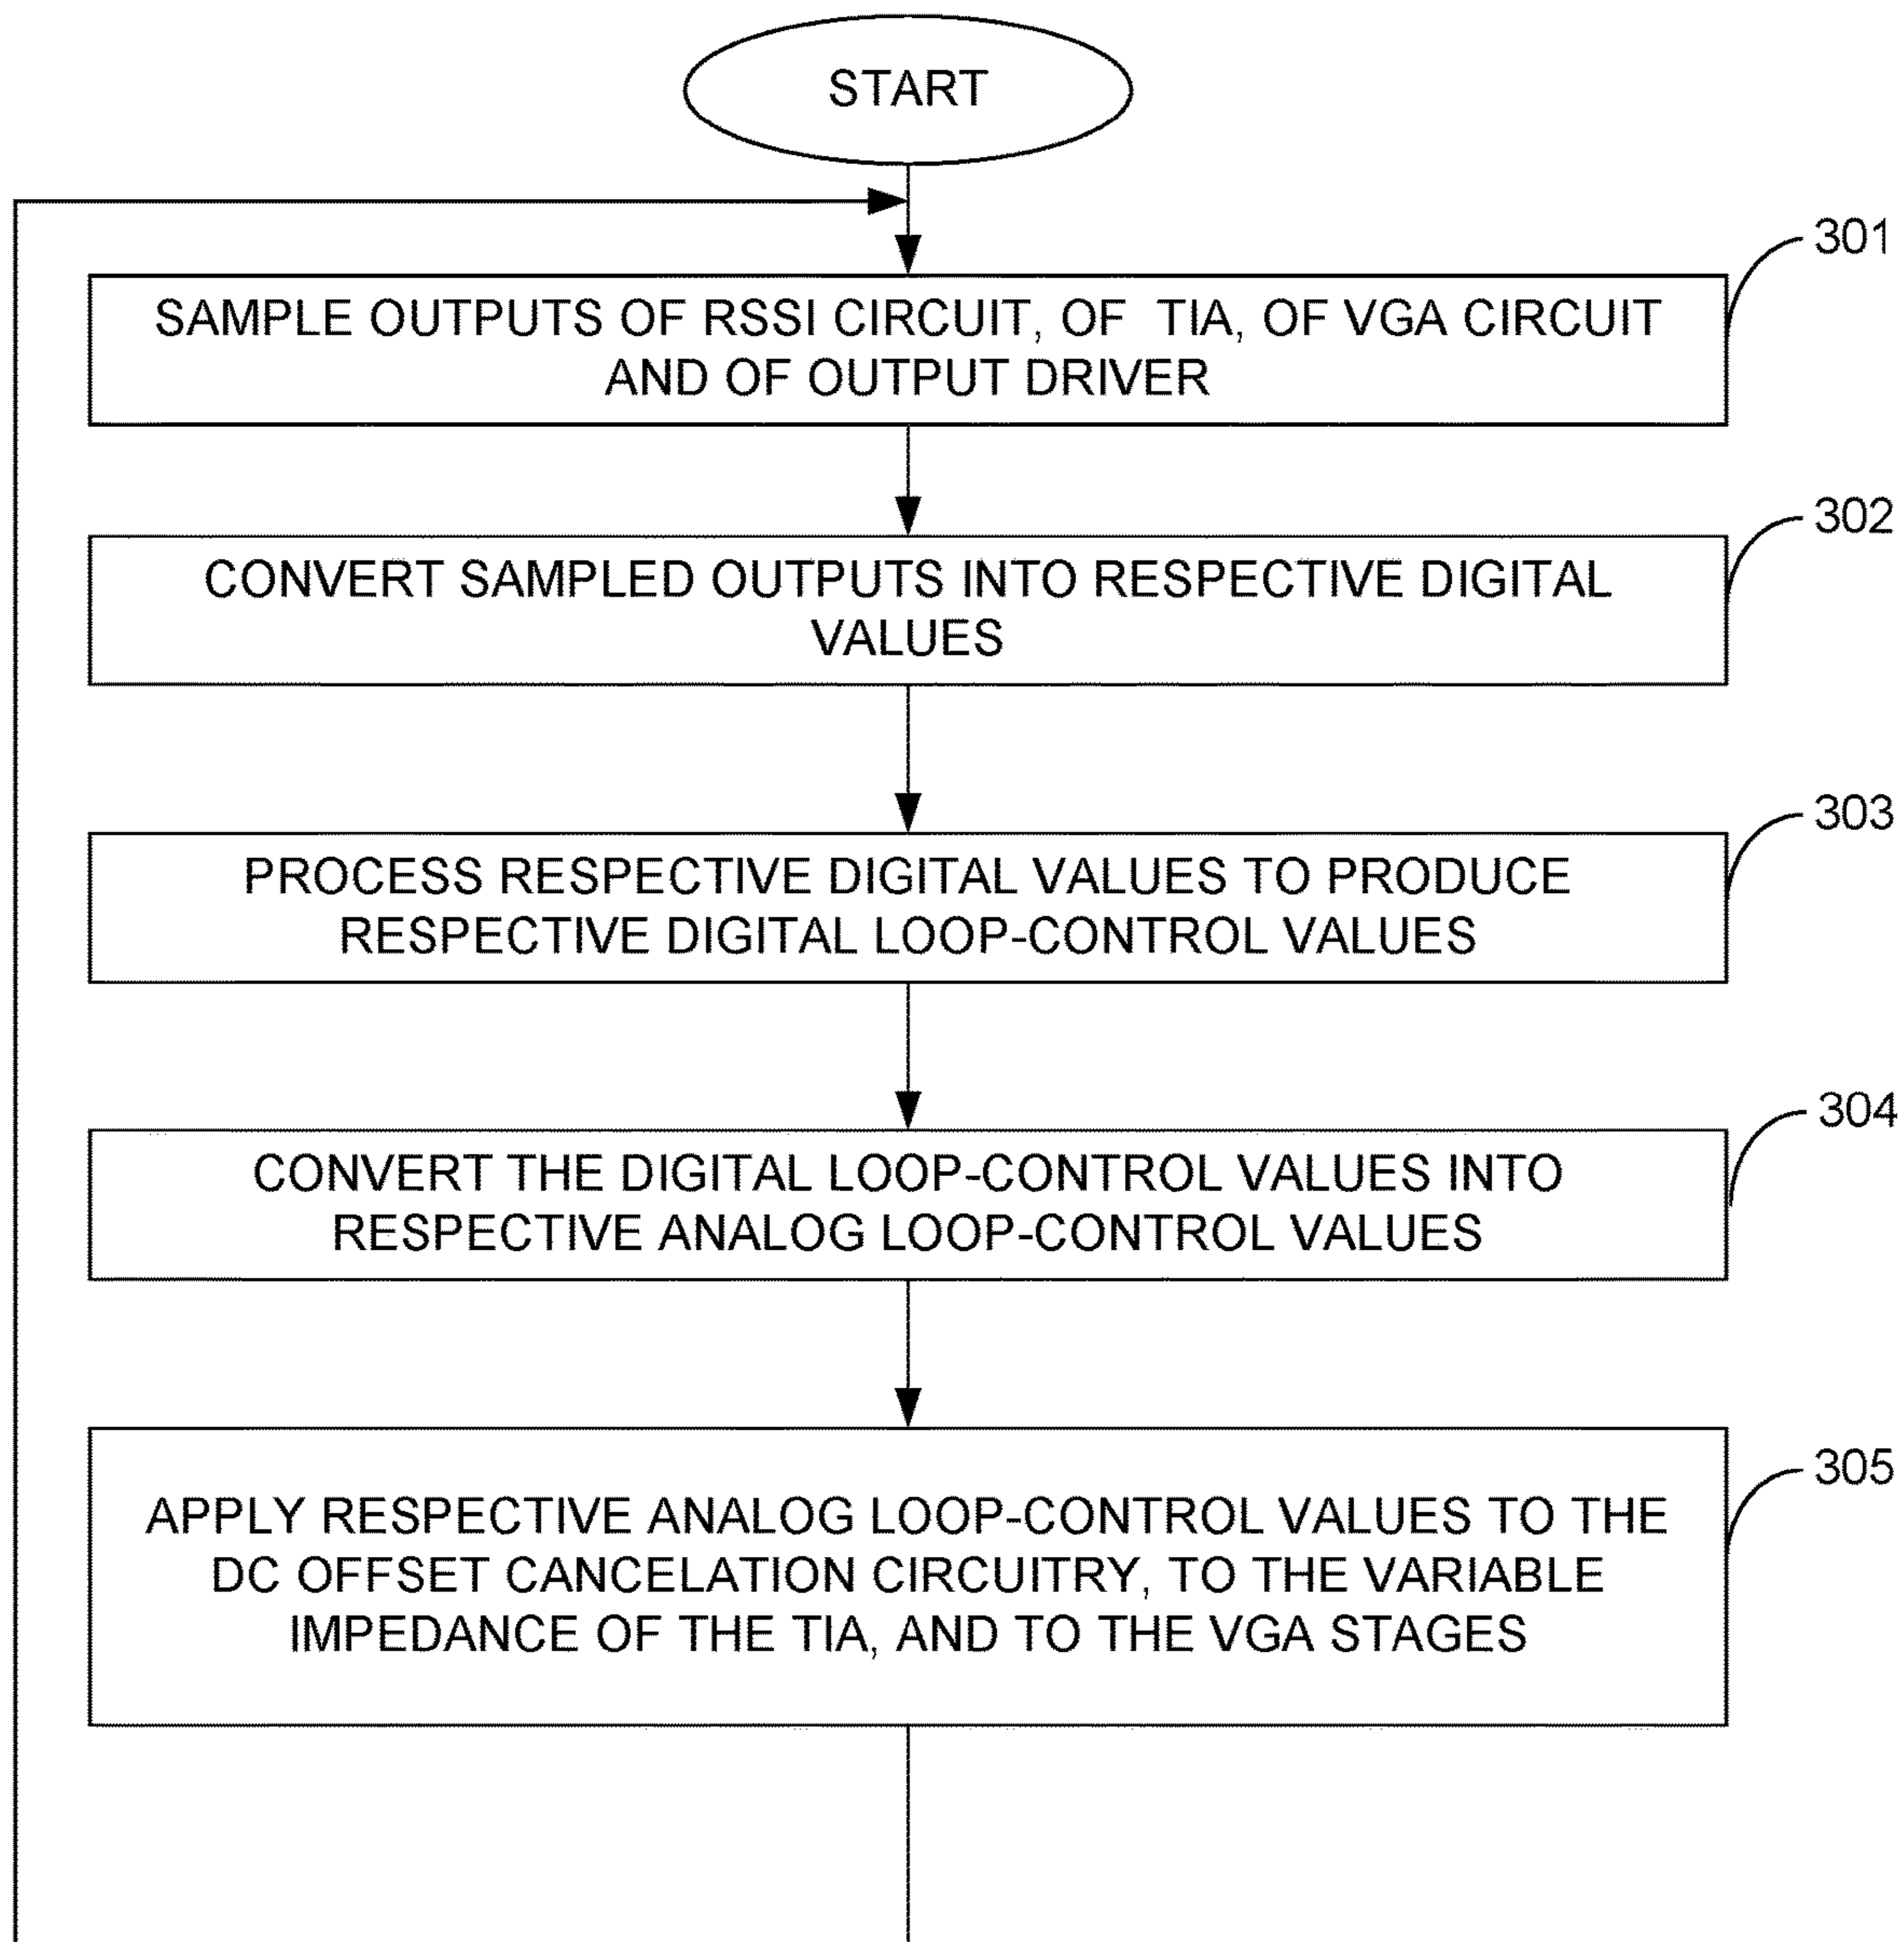 START
301
SAMPLE OUTPUTS OF RSSI CIRCUIT, OF TIA, OF VGA CIRCUIT
AND OF OUTPUT DRIVER
302
CONVERT SAMPLED OUTPUTS INTO RESPECTIVE DIGITAL
VALUES
303
PROCESS RESPECTIVE DIGITAL VALUES TO PRODUCE
RESPECTIVE DIGITAL LOOP-CONTROL VALUES
304
CONVERT THE DIGITAL LOOP-CONTROL VALUES INTO
RESPECTIVE ANALOG LOOP-CONTROL VALUES
305
APPLY RESPECTIVE ANALOG LOOP-CONTROL VALUES TO THE
DC OFFSET CANCELATION CIRCUITRY, TO THE VARIABLE
IMPEDANCE OF THE TIA, AND TO THE VGA STAGES